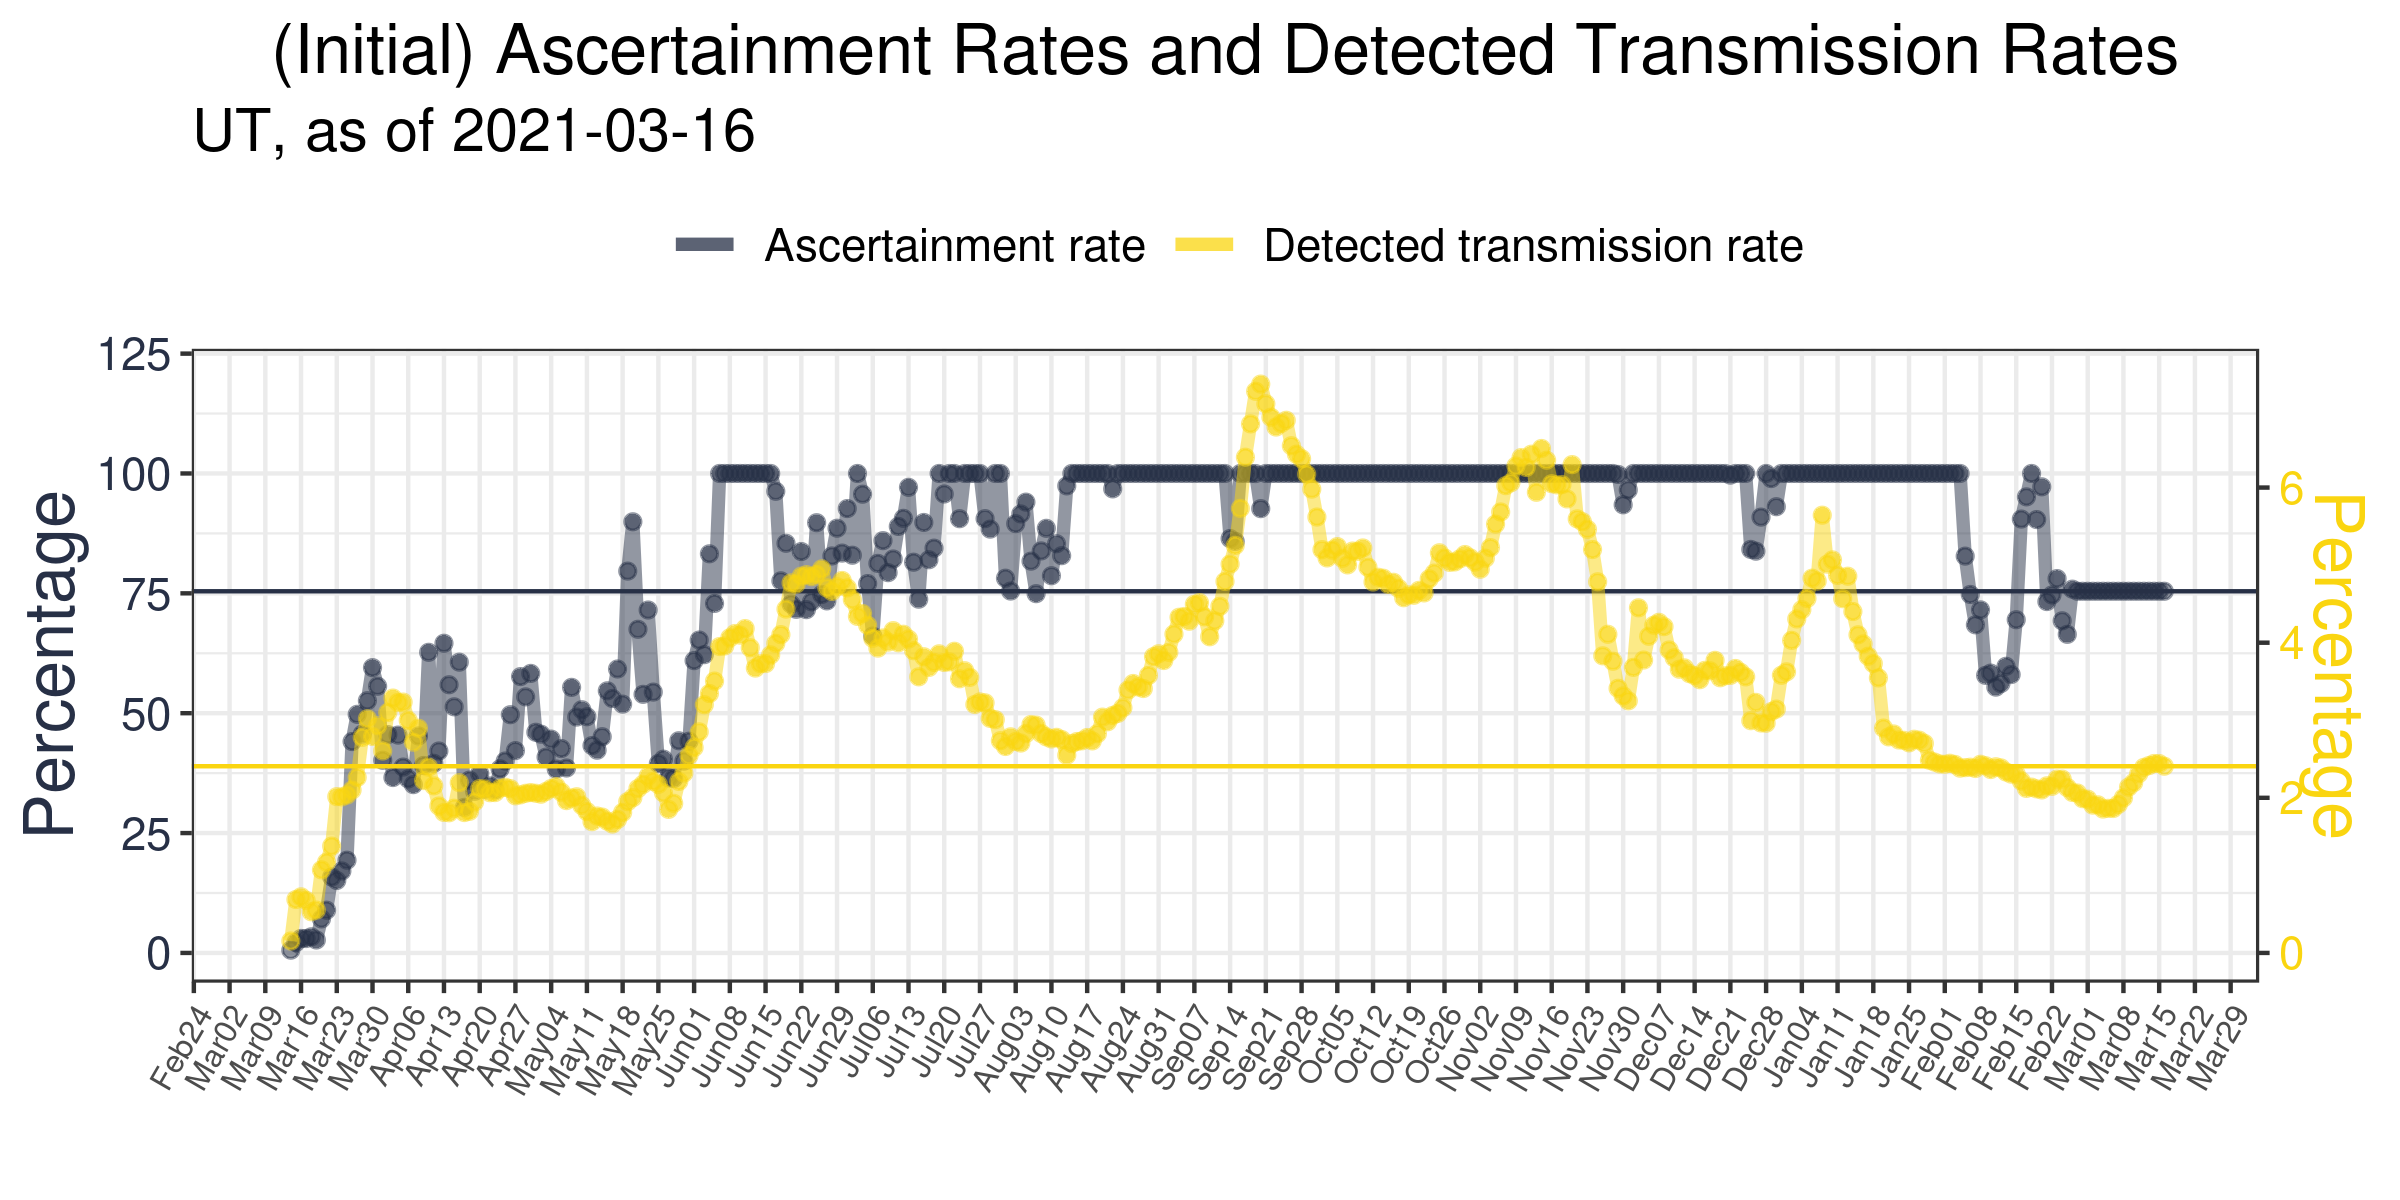 (Initial) Ascertainment Rates and Detected Transmission Rates
UT, as of 2021-03-16
Ascertainment rate
Detected transmission rate
Percentage
125
100
75
50
25
0
6
4
2
0
Percentage
Feb24
Mar02
Mar09
Mar16
Mar23
Mar30
Apr06
Apr13
Apr20
Apr27
May04
May11
May18
May25
Jun01
Jun08
Jun15
Jun22
Jun29
Jul06
Jul13
Jul20
Jul27
Aug03
Aug10
Aug17
Aug24
Aug31
Sep07
Sep14
Sep21
Sep28
Oct05
Oct12
Oct19
Oct26
Nov02
Nov09
Nov16
Nov23
Nov30
Dec07
Dec14
Dec21
Dec28
Jan04
Jan11
Jan18
Jan25
Feb01
Feb08
Feb15
Feb22
Mar01
Mar08
Mar15
Mar22
Mar29